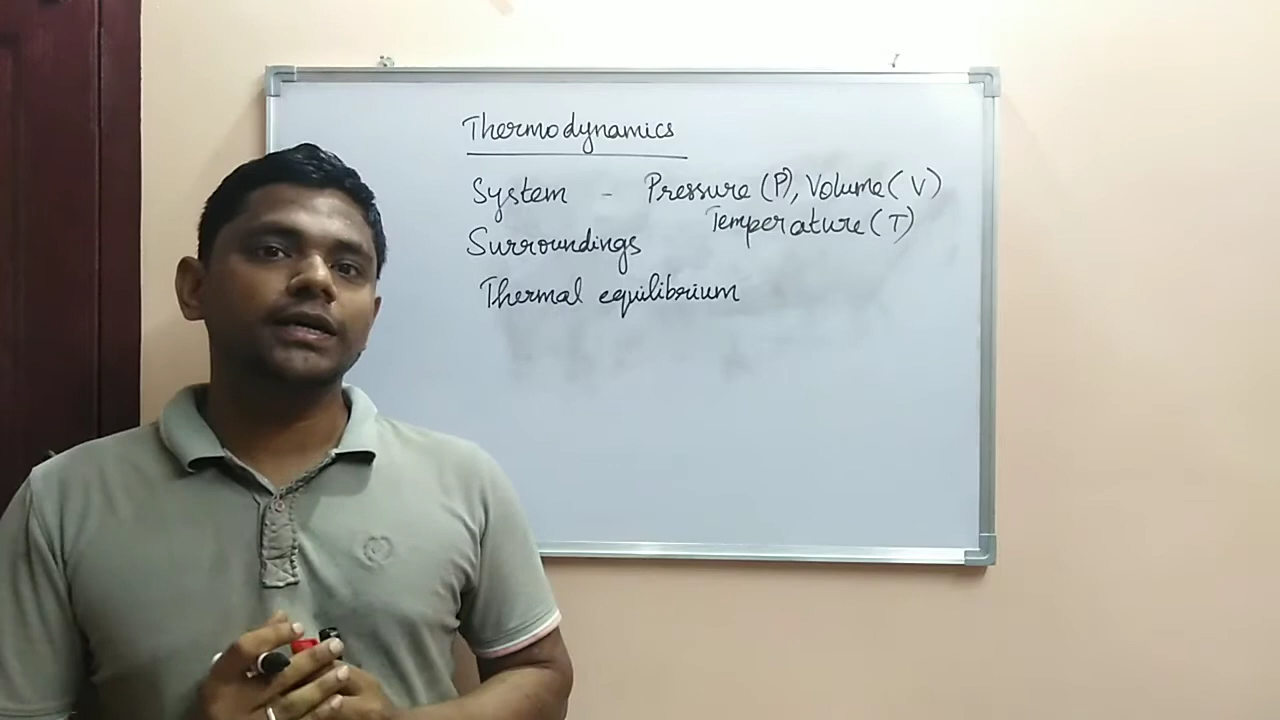 Thermodynamics
System - Pressure (P), Volume (V)
Temperature (T)
Surroundings
Thermal equilibrium